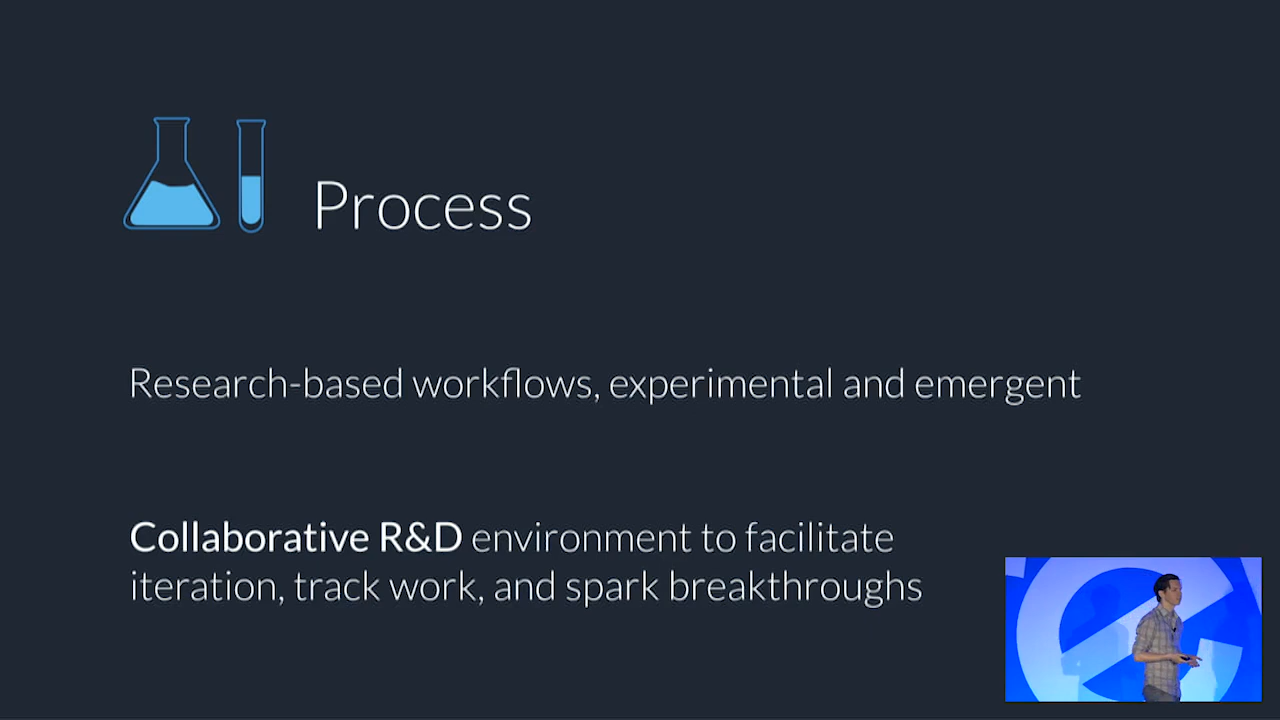 Process
Research-based workflows, experimental and emergent
Collaborative R&D environment to facilitate
iteration, track work, and spark breakthroughs